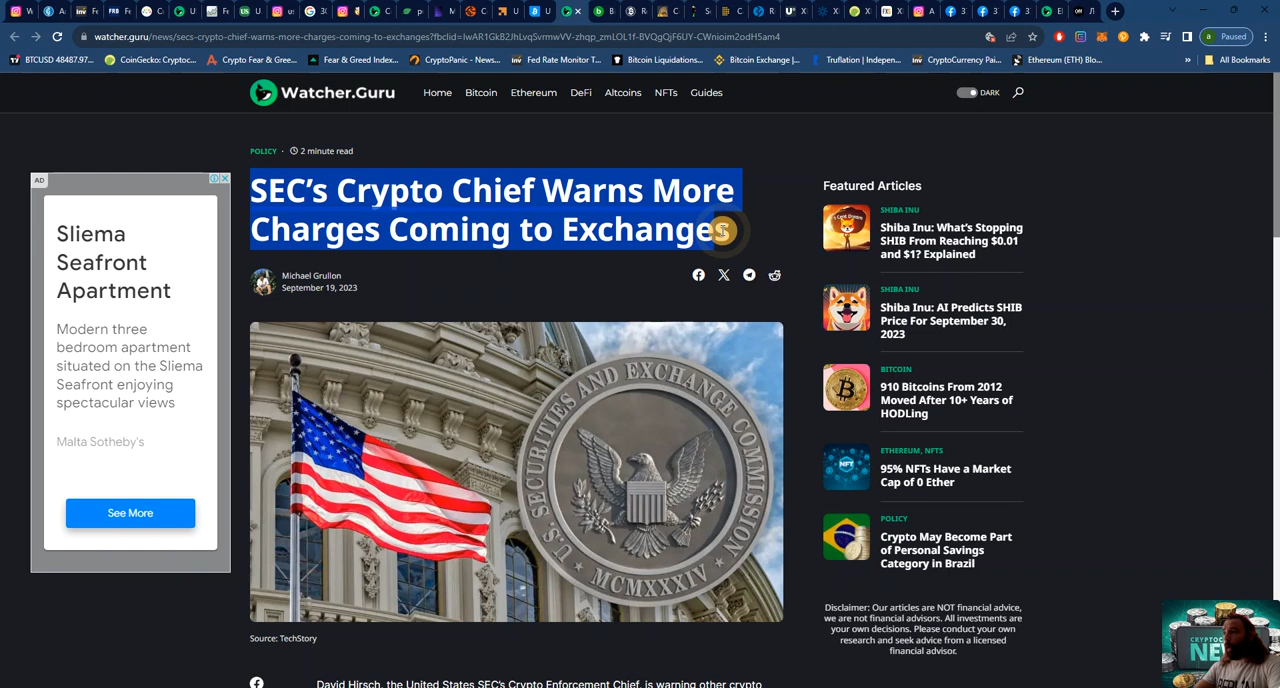 watcher.guru/news/secs-crypto-chief-warns-more-charges-coming-to-exchanges?fbclid=IwAR1GkB2JhLvqSvrmwVV-zhqp_zmLOL1f-BVQgQjF6UY-CWnioim2odH5am4
a Paused
BTCUSD 48487.97...
CoinGecko: Cryptoc...
Crypto Fear & Gree...
Fear & Greed Index...
CryptoPanic - News...
Fed Rate Monitor T...
Bitcoin Liquidations...
Bitcoin Exchange |...
Truflation | Indepen...
CryptoCurrency Pai...
Ethereum (ETH) Blo...
»
All Bookmarks
Watcher.Guru
Home Bitcoin Ethereum DeFi Altcoins NFTs Guides
DARK
POLICY · 2 minute read
SEC's Crypto Chief Warns More
Charges Coming to Exchanges
Michael Grullon
September 19, 2023
AD
Sliema
Seafront
Apartment
Modern three
bedroom apartment
situated on the Sliema
Seafront enjoying
spectacular views
Malta Sotheby's
See More
U.S. SECURITIES AND EXCHANGE COMMISSION
MCMXXXIV
Source: TechStory
David Hirsch, the United States SEC's Crypto Enforcement Chief, is warning other crypto
Featured Articles
SHIBA INU
Shiba Inu: What's Stopping
SHIB From Reaching $0.01
and $1? Explained
SHIBA INU
Shiba Inu: AI Predicts SHIB
Price For September 30,
2023
BITCOIN
910 Bitcoins From 2012
Moved After 10+ Years of
HODLing
NFT
ETHEREUM, NFTS
95% NFTs Have a Market
Cap of 0 Ether
POLICY
Crypto May Become Part
of Personal Savings
Category in Brazil
Disclaimer: Our articles are NOT financial advice,
we are not financial advisors. All investments are
your own decisions. Please conduct your own
research and seek advice from a licensed
financial advisor.